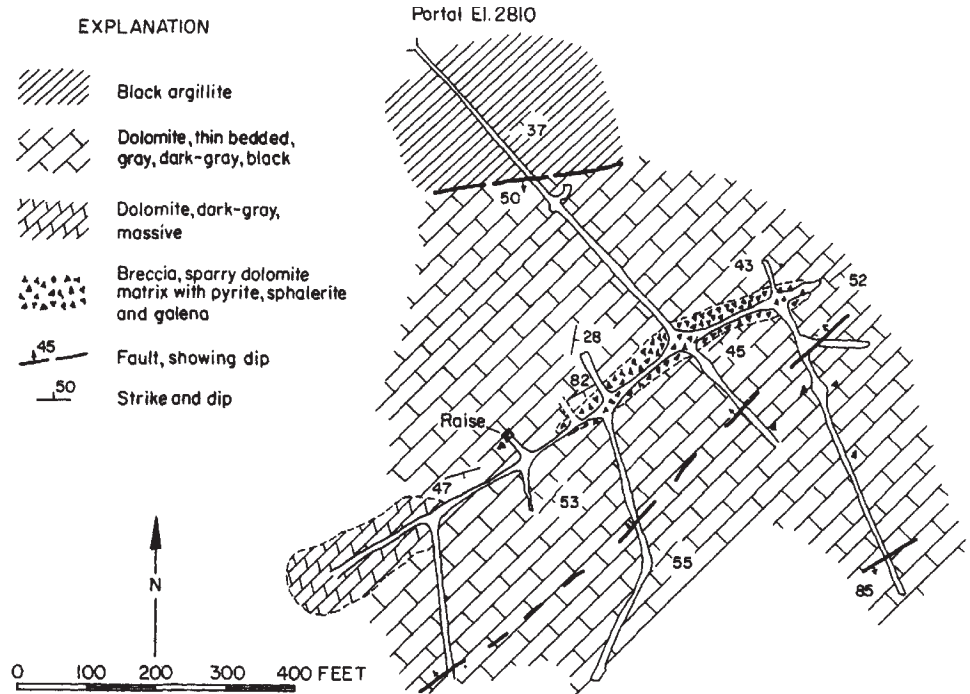 Portal El. 2810
EXPLANATION
Black argillite
Dolomite, thin bedded,
gray, dark-gray, black
Dolomite, dark-gray,
massive
Breccia, sparry dolomite
matrix with pyrite, sphalerite
and galena
45
Fault, showing dip
50
Strike and dip
37
50
43
52
28
45
82
Raise
47
53
55
85
N
0 100 200 300 400 FEET